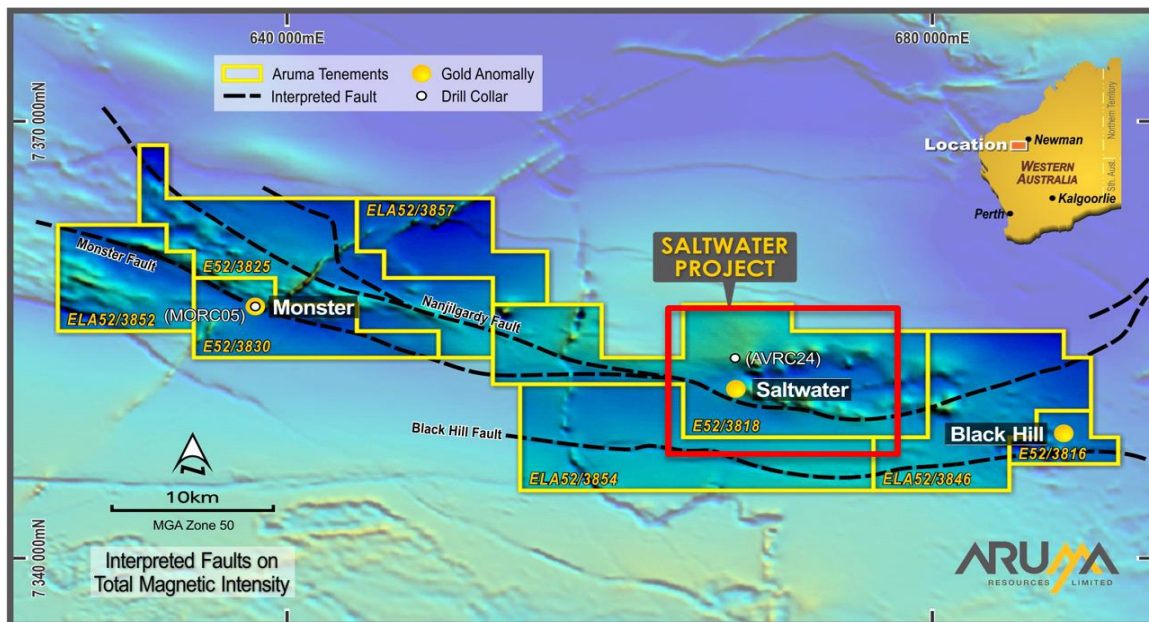 640 000mE
680 000mE
7 370 000mN
7 340 000mN
Aruma Tenements
Gold Anomally
Interpreted Fault
Drill Collar
Location
Newman
WESTERN
AUSTRALIA
Kalgoorlie
Perth
Northern Territory
Sth. Aust.
ELA52/3857
SALTWATER
PROJECT
Monster Fault
E52/3825
(MORC05)
Monster
Nanjilgardy Fault
ELA52/3852
E52/3830
(AVRC24)
Saltwater
E52/3818
Black Hill Fault
Black Hill
E52/3816
ELA52/3854
ELA52/3846
N
10km
MGA Zone 50
Interpreted Faults on
Total Magnetic Intensity
ARUMA
RESOURCES LIMITED